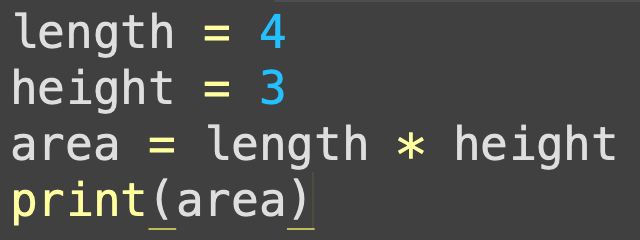 length = 4
height = 3
area = length * height
print(area)